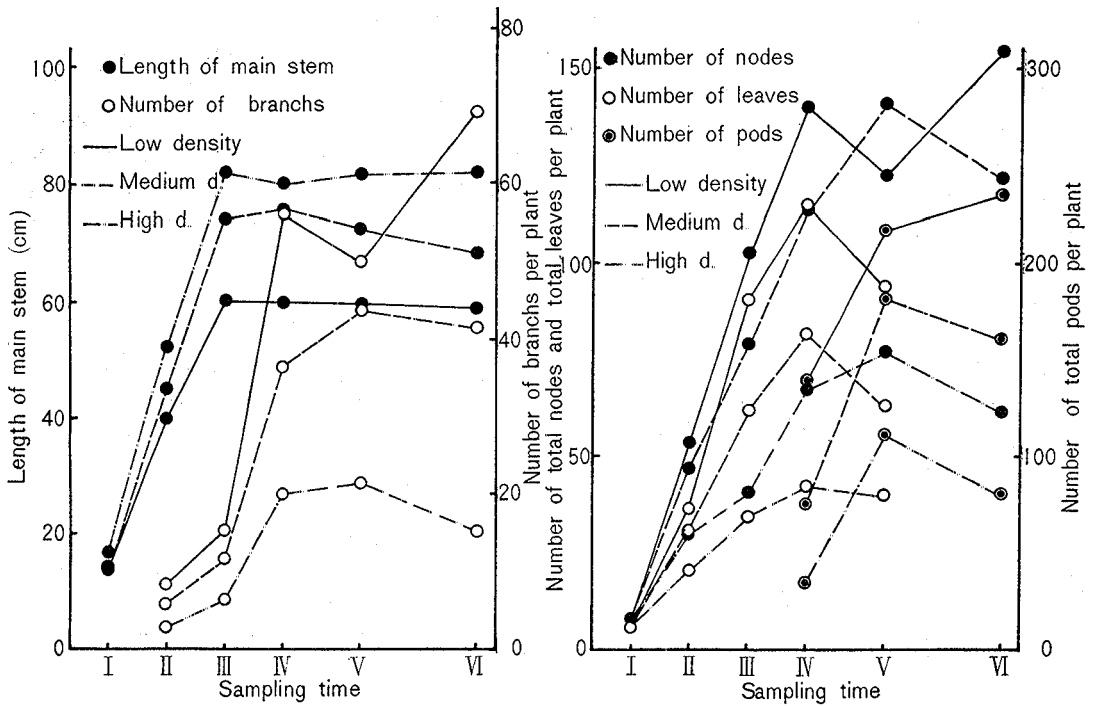 80
100
Length of main stem
Number of branchs
Low density
Medium d.
High d.
80
60
60
40
40
20
20
0
0
Length of main stem (cm)
Number of branchs per plant
I II III IV V VI
Sampling time
150
300
Number of nodes
Number of leaves
Number of pods
Low density
Medium d.
High d.
100
200
50
100
0
0
Number of total nodes and total leaves per plant
Number of total pods per plant
I II III IV V VI
Sampling time